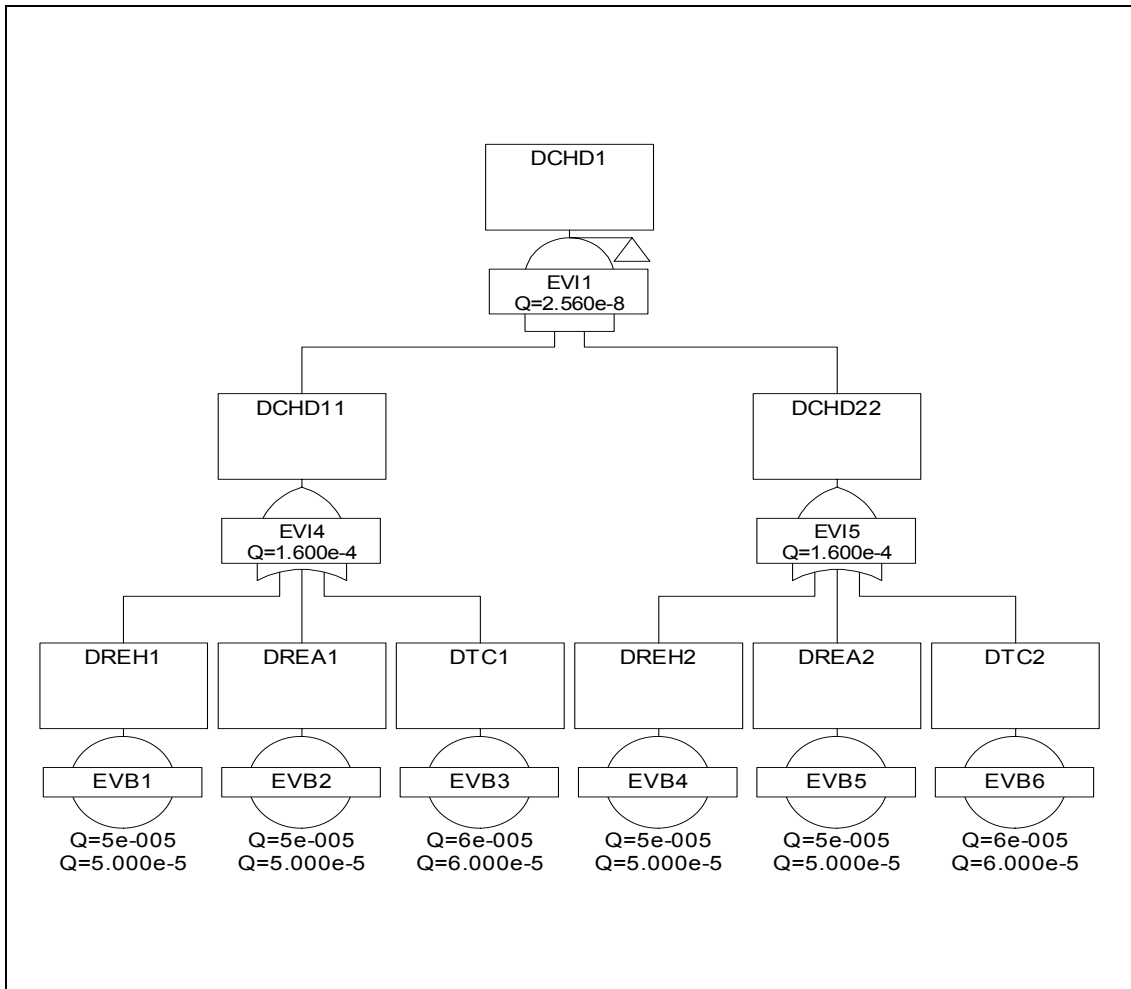 DCHD1
EVI1
Q=2.560e-8
DCHD11
DCHD22
EVI4
Q=1.600e-4
EVI5
Q=1.600e-4
DREH1
DREA1
DTC1
DREH2
DREA2
DTC2
EVB1
EVB2
EVB3
EVB4
EVB5
EVB6
Q=5e-005
Q=5.000e-5
Q=5e-005
Q=5.000e-5
Q=6e-005
Q=6.000e-5
Q=5e-005
Q=5.000e-5
Q=5e-005
Q=5.000e-5
Q=6e-005
Q=6.000e-5